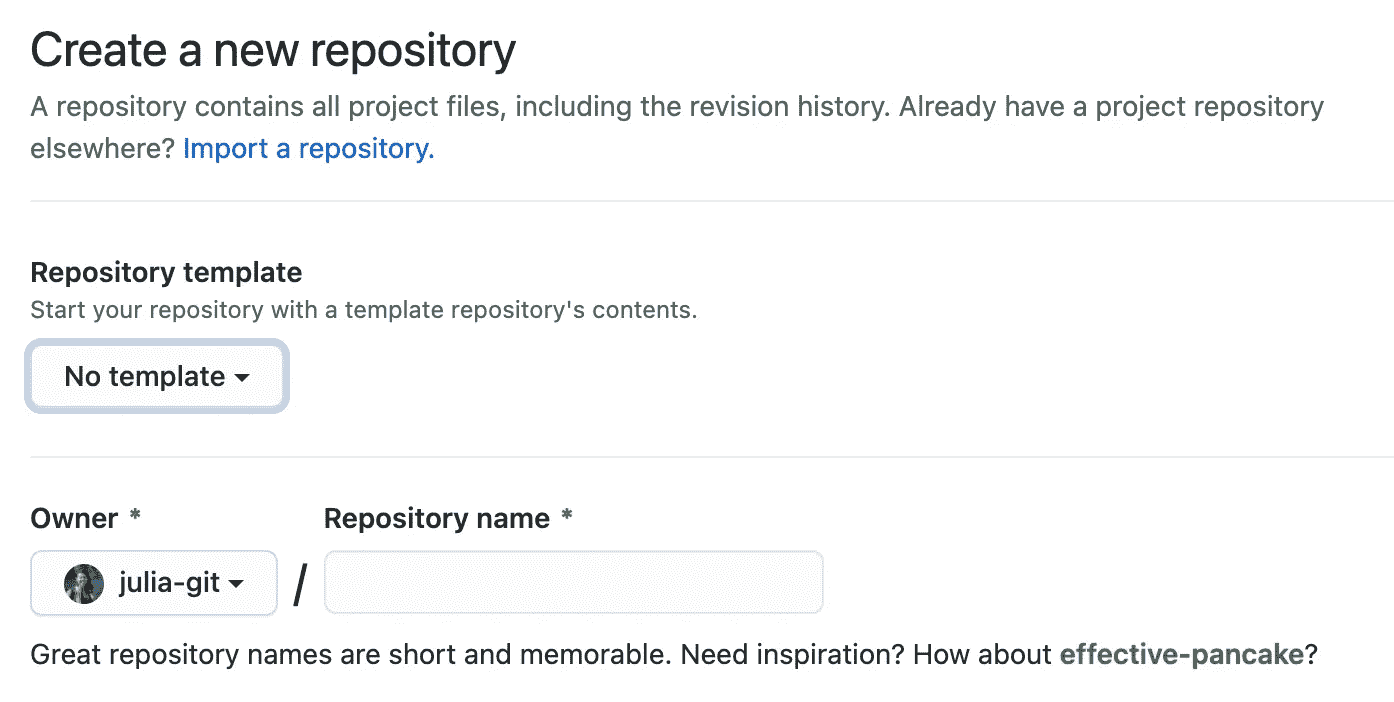 Create a new repository
A repository contains all project files, including the revision history. Already have a project repository
elsewhere? Import a repository.
Repository template
Start your repository with a template repository's contents.
No template
Owner *
Repository name *
julia-git
/
Great repository names are short and memorable. Need inspiration? How about effective-pancake?